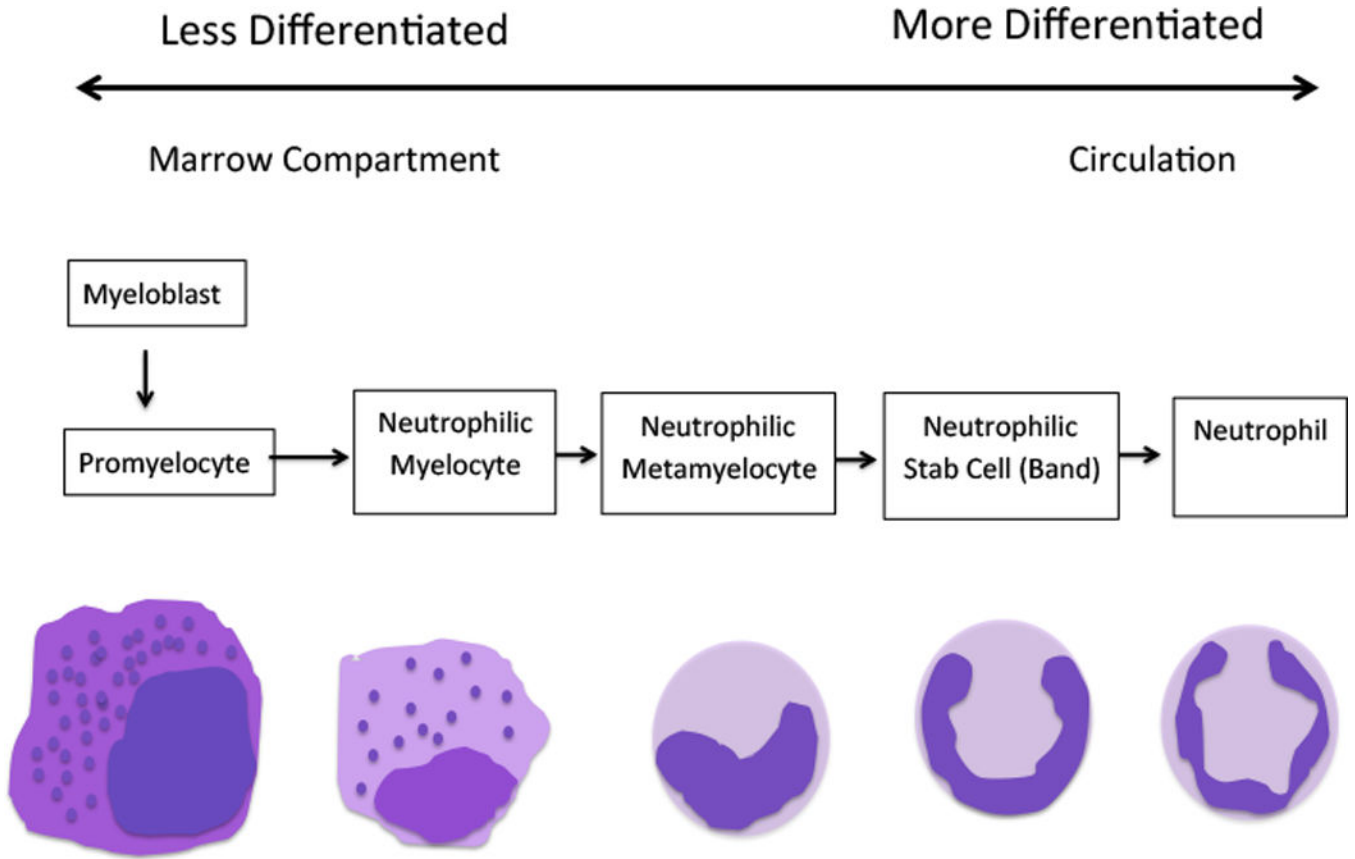 Less Differentiated
More Differentiated
Marrow Compartment
Circulation
Myeloblast
Promyelocyte
Neutrophilic
Myelocyte
Neutrophilic
Metamyelocyte
Neutrophilic
Stab Cell (Band)
Neutrophil